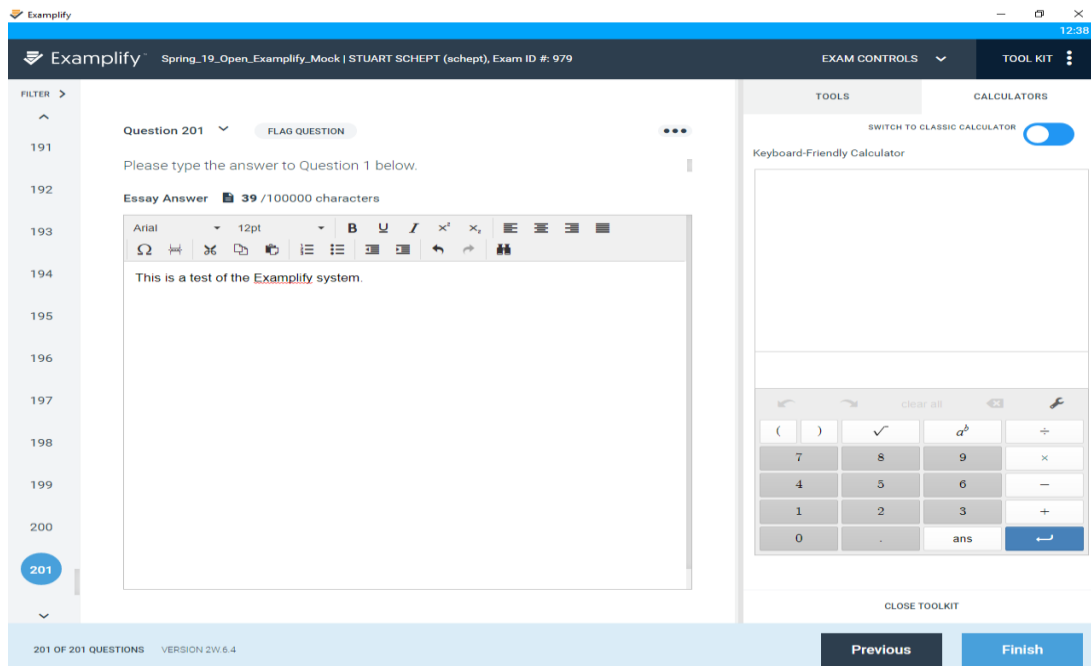 Examplify
12:38
Examplify Spring_19_Open_Examplify_Mock | STUART SCHEPT (schept), Exam ID #: 979 EXAM CONTROLS TOOL KIT
FILTER
TOOLS CALCULATORS
SWITCH TO CLASSIC CALCULATOR
Keyboard-Friendly Calculator
191
192
193
194
195
196
197
198
199
200
201
Question 201 FLAG QUESTION
Please type the answer to Question 1 below.
Essay Answer 39 /100000 characters
Arial 12pt B U I x² xₛ
Ω
This is a test of the Examplify system.
clear all
( ) √ aᵇ ÷
7 8 9 ×
4 5 6 −
1 2 3 +
0 . ans
CLOSE TOOLKIT
201 OF 201 QUESTIONS VERSION 2W.6.4 Previous Finish